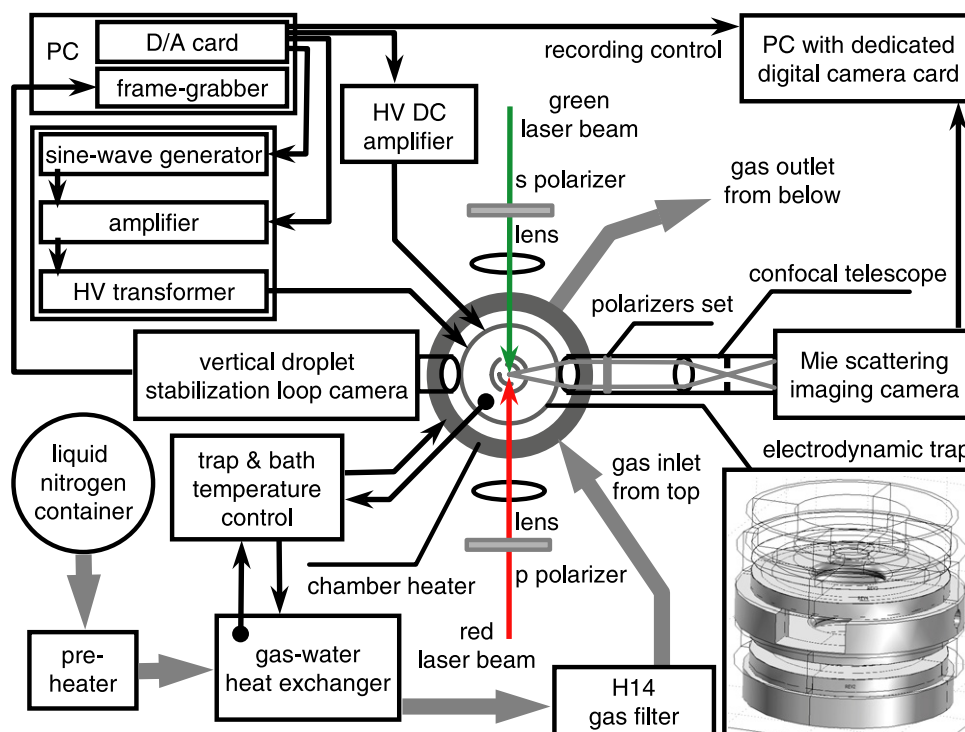 PC
D/A card
frame-grabber
recording control
PC with dedicated
digital camera card
HV DC
amplifier
green
laser beam
sine-wave generator
amplifier
HV transformer
s polarizer
lens
gas outlet
from below
confocal telescope
polarizers set
vertical droplet
stabilization loop camera
Mie scattering
imaging camera
liquid
nitrogen
container
trap & bath
temperature
control
gas inlet
from top
electrodynamic trap
lens
p polarizer
chamber heater
red
laser beam
pre-
heater
gas-water
heat exchanger
H14
gas filter